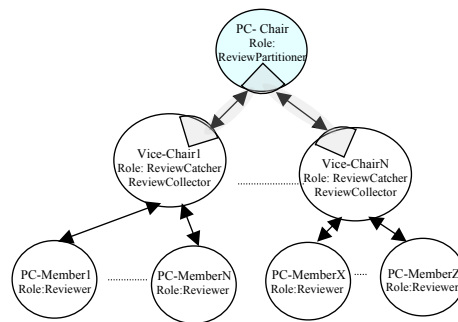 PC- Chair
Role:
ReviewPartitioner
Vice-Chair1
Role: ReviewCatcher
ReviewCollector
Vice-ChairN
Role: ReviewCatcher
ReviewCollector
PC-Member1
Role:Reviewer
PC-MemberN
Role:Reviewer
PC-MemberX
Role:Reviewer
PC-MemberZ
Role:Reviewer